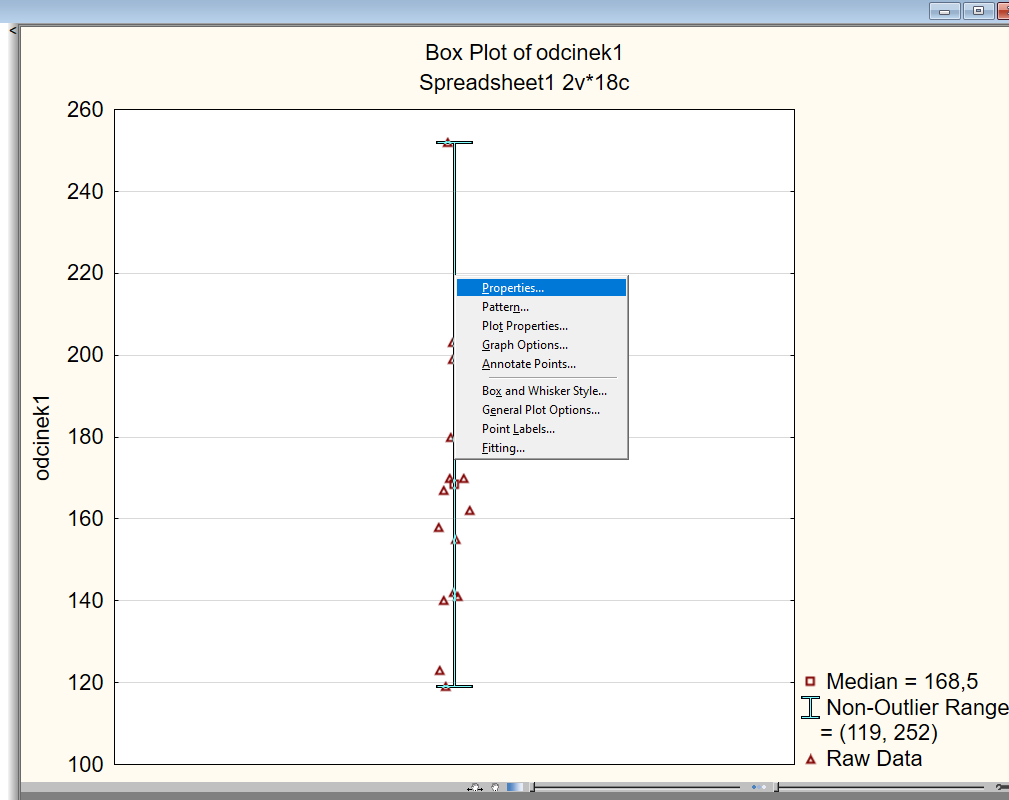 <
Box Plot of odcinek1
Spreadsheet1 2v*18c
260
240
220
200
180
160
140
120
100
odcinek1
Properties...
Pattern...
Plot Properties...
Graph Options...
Annotate Points...
Box and Whisker Style...
General Plot Options...
Point Labels...
Fitting...
Median = 168,5
Non-Outlier Range
= (119, 252)
Raw Data